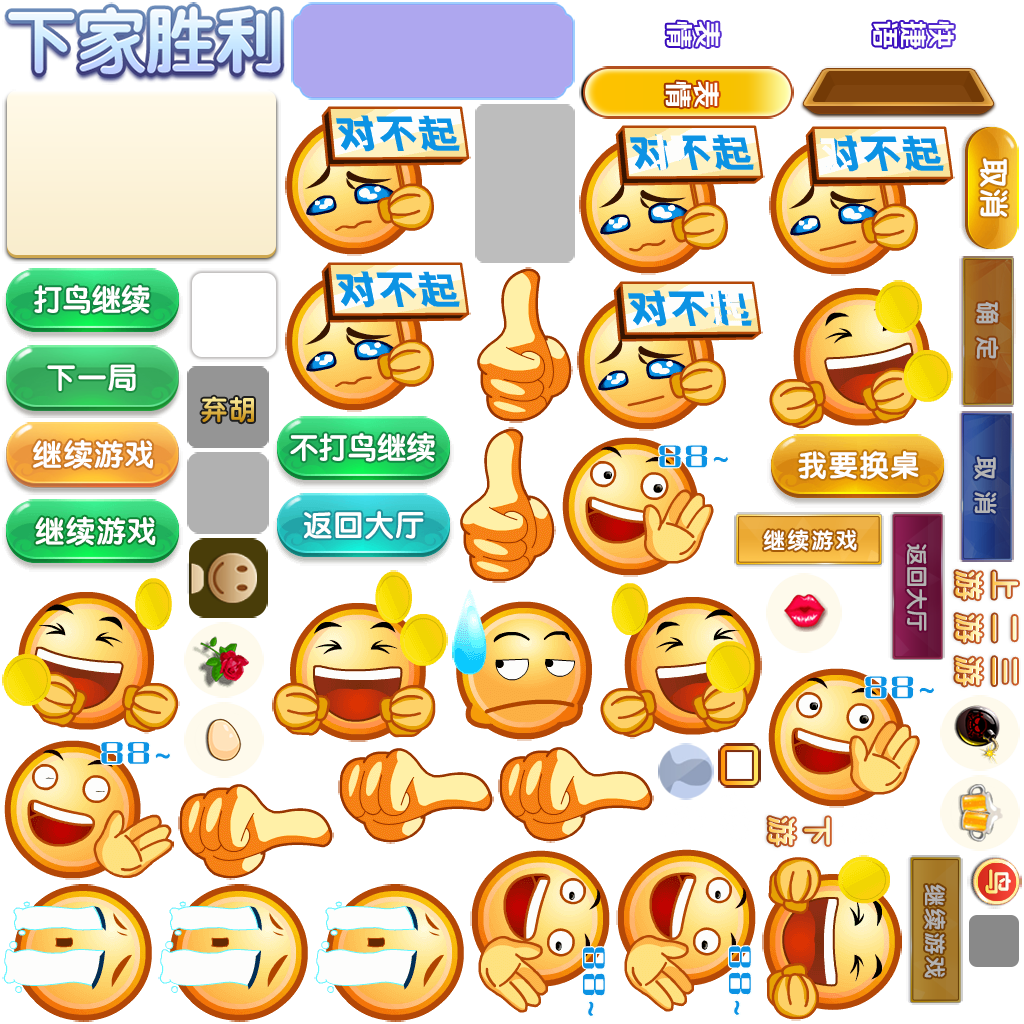 下家胜利
表情
快捷语
表情
对不起
对不起
对不起
取消
打鸟继续
对不起
对不起
确定
下一局
弃胡
继续游戏
不打鸟继续
88~
我要换桌
取消
继续游戏
返回大厅
继续游戏
返回大厅
上游
二游
三游
88~
88~
下游
鸟
继续游戏
88~
88~